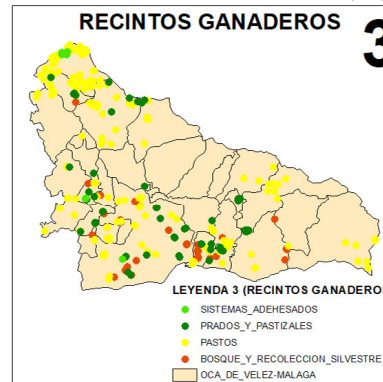 RECINTOS GANADEROS
3
LEYENDA 3 (RECINTOS GANADERO
SISTEMAS_ADEHESADOS
PRADOS_Y_PASTIZALES
PASTOS
BOSQUE_Y_RECOLECCION_SILVESTRE
OCA_DE_VELEZ-MALAGA